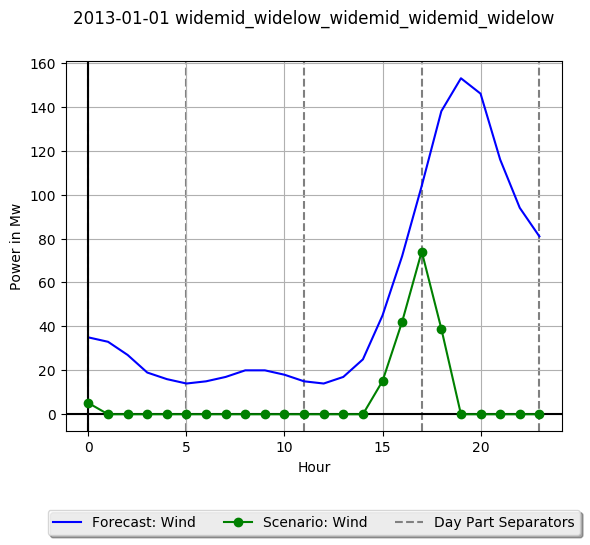 2013-01-01 widemid_widelow_widemid_widemid_widelow
160
140
120
100
80
60
40
20
0
Power in Mw
0 5 10 15 20
Hour
Forecast: Wind Scenario: Wind Day Part Separators